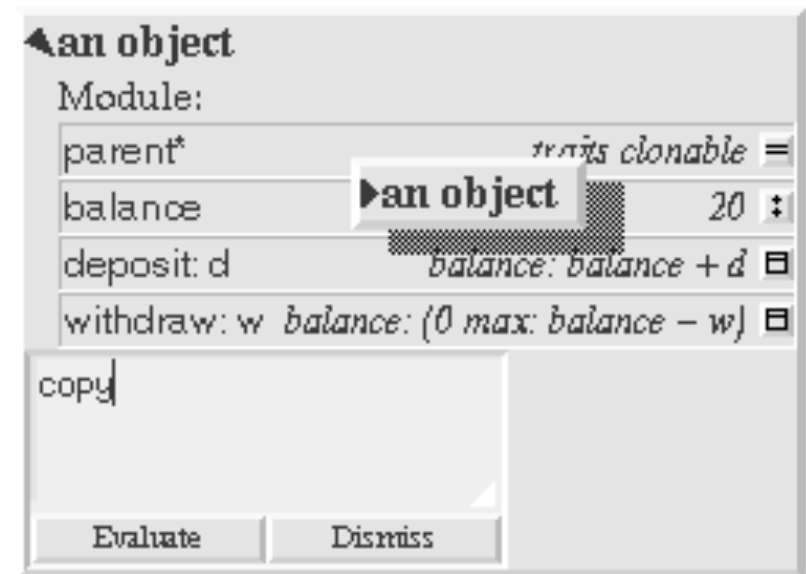 an object
Module:
parent* traits clonable =
an object
balance 20 :
deposit: d balance: balance + d
withdraw: w balance: (0 max: balance – w)
copy
Evaluate Dismiss